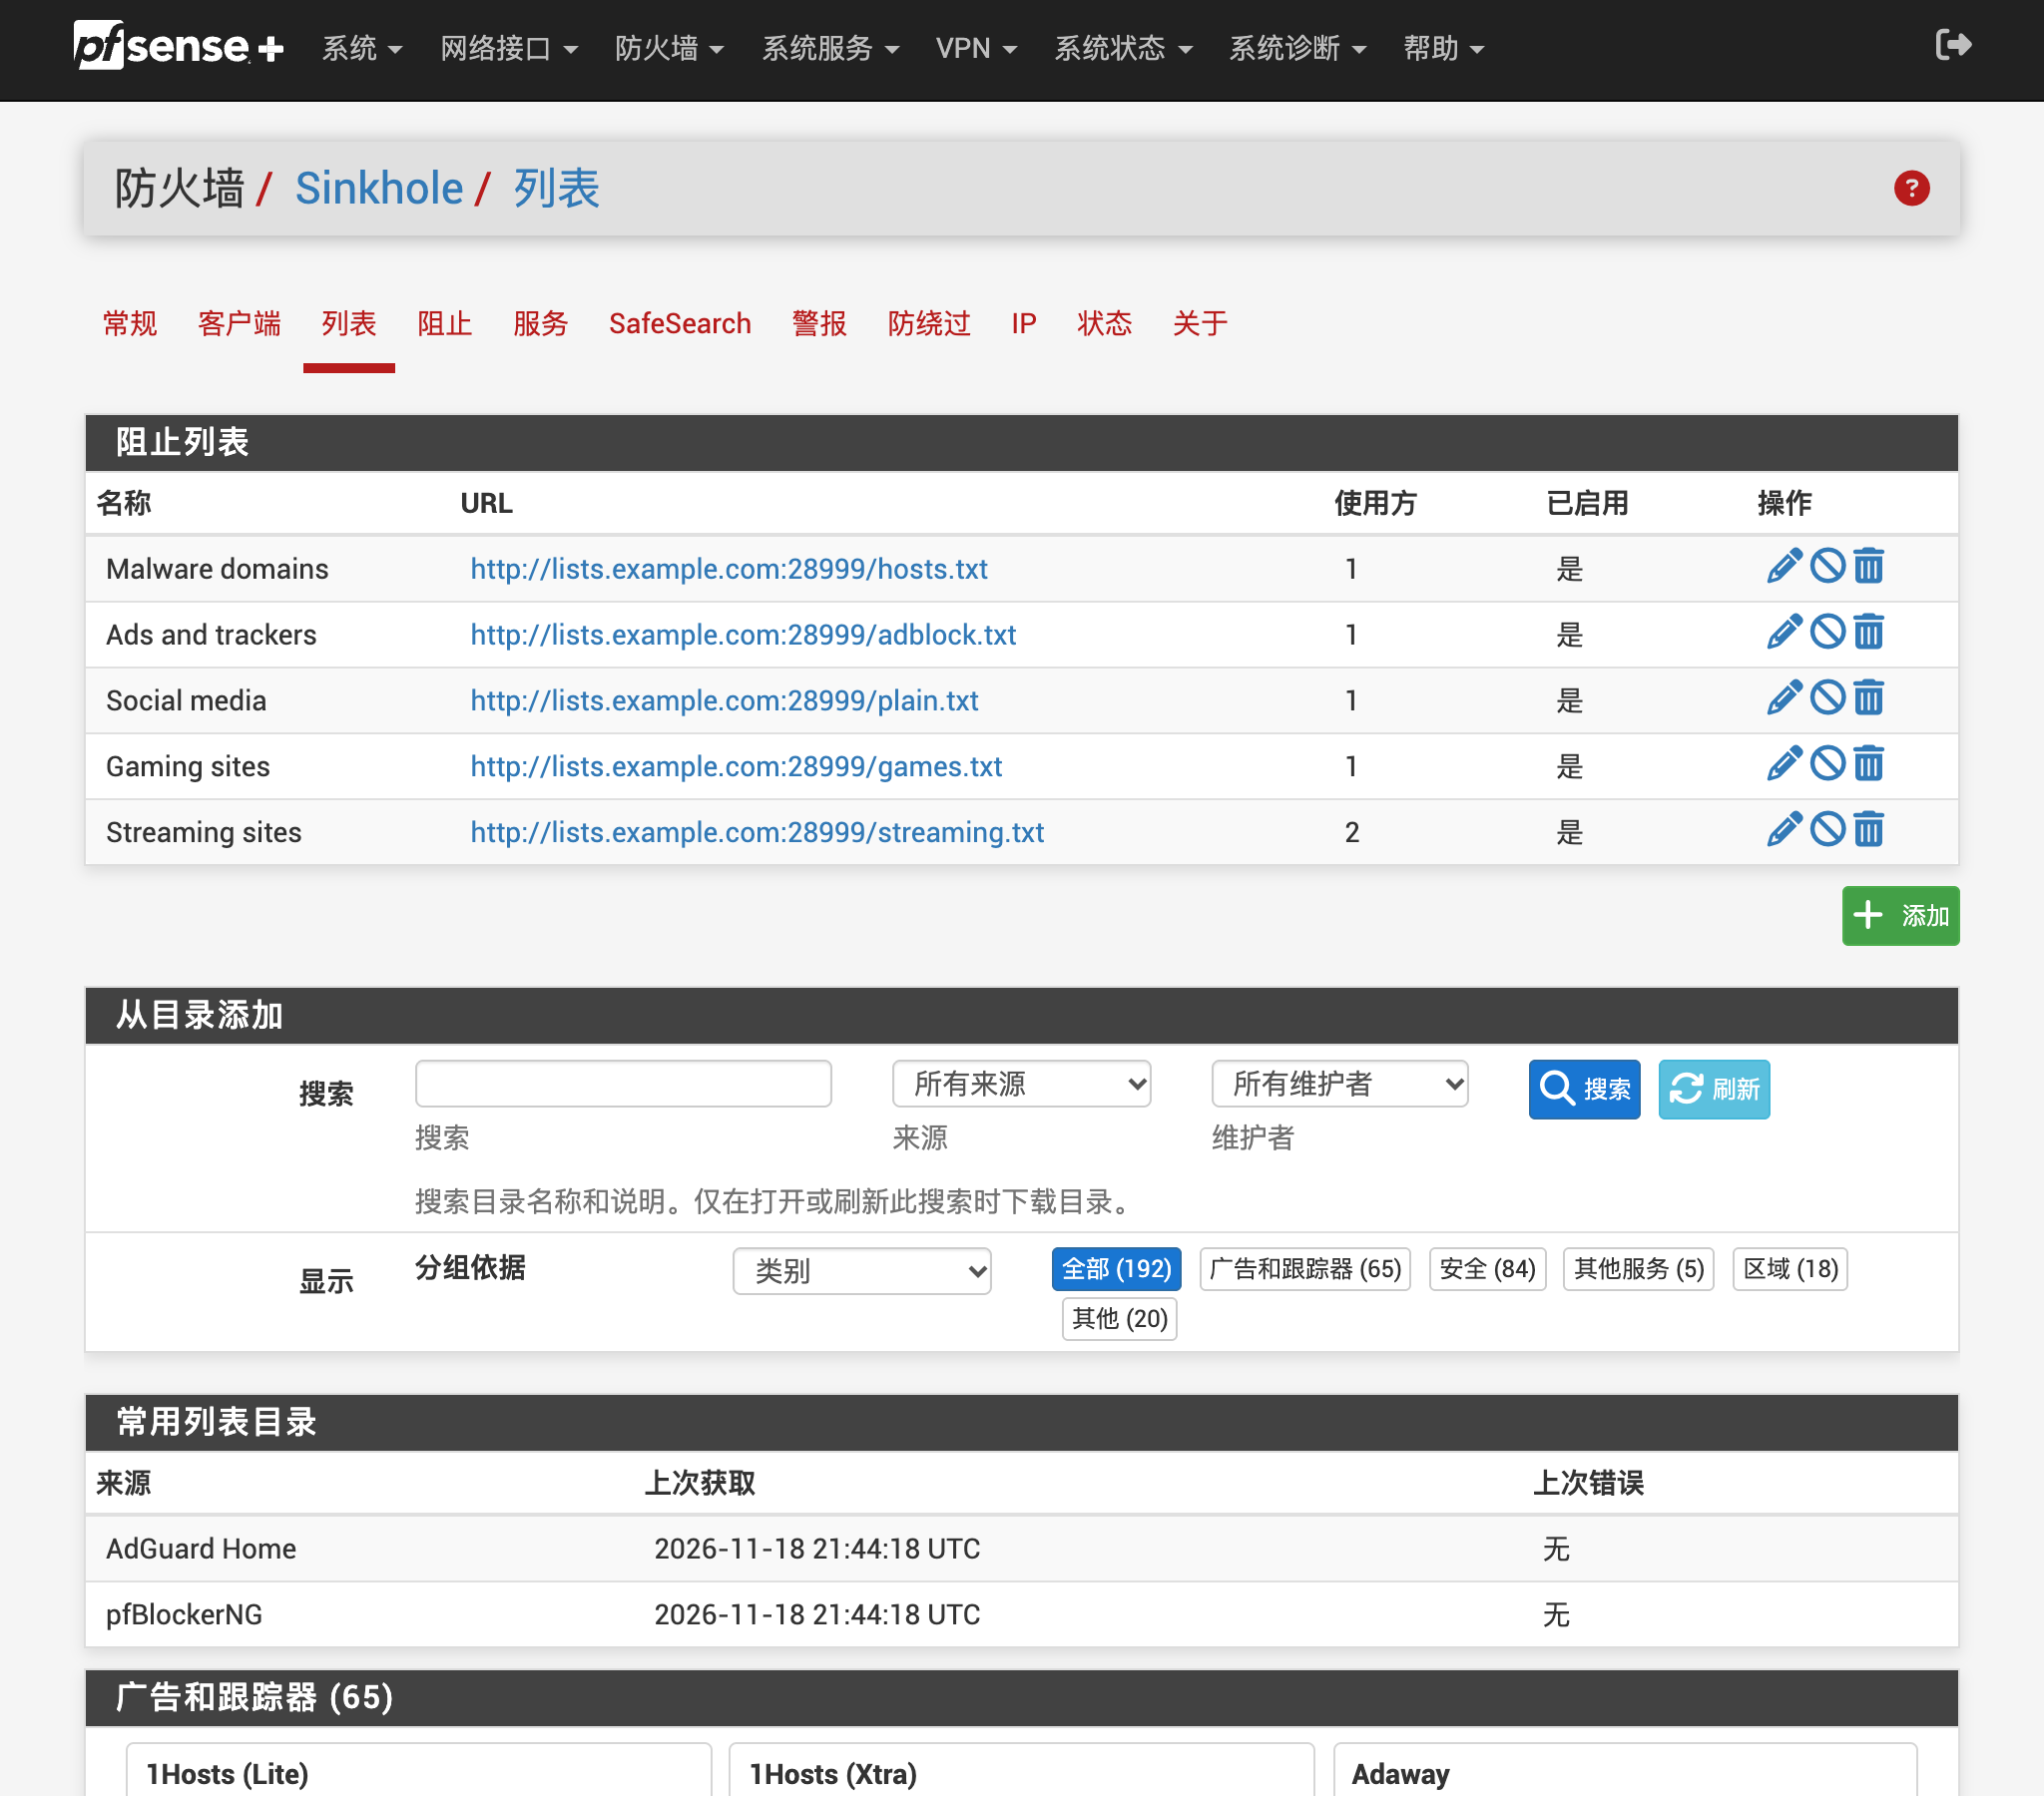 pfsense + 系统 网络接口 防火墙 系统服务 VPN 系统状态 系统诊断 帮助
防火墙 / Sinkhole / 列表
常规 客户端 列表 阻止 服务 SafeSearch 警报 防绕过 IP 状态 关于
阻止列表
名称 URL 使用方 已启用 操作
Malware domains http://lists.example.com:28999/hosts.txt 1 是
Ads and trackers http://lists.example.com:28999/adblock.txt 1 是
Social media http://lists.example.com:28999/plain.txt 1 是
Gaming sites http://lists.example.com:28999/games.txt 1 是
Streaming sites http://lists.example.com:28999/streaming.txt 2 是
添加
从目录添加
搜索 所有来源 所有维护者 搜索 刷新
搜索 来源 维护者
搜索目录名称和说明。仅在打开或刷新此搜索时下载目录。
显示 分组依据 类别 全部 (192) 广告和跟踪器 (65) 安全 (84) 其他服务 (5) 区域 (18)
其他 (20)
常用列表目录
来源 上次获取 上次错误
AdGuard Home 2026-11-18 21:44:18 UTC 无
pfBlockerNG 2026-11-18 21:44:18 UTC 无
广告和跟踪器 (65)
1Hosts (Lite) 1Hosts (Xtra) Adaway